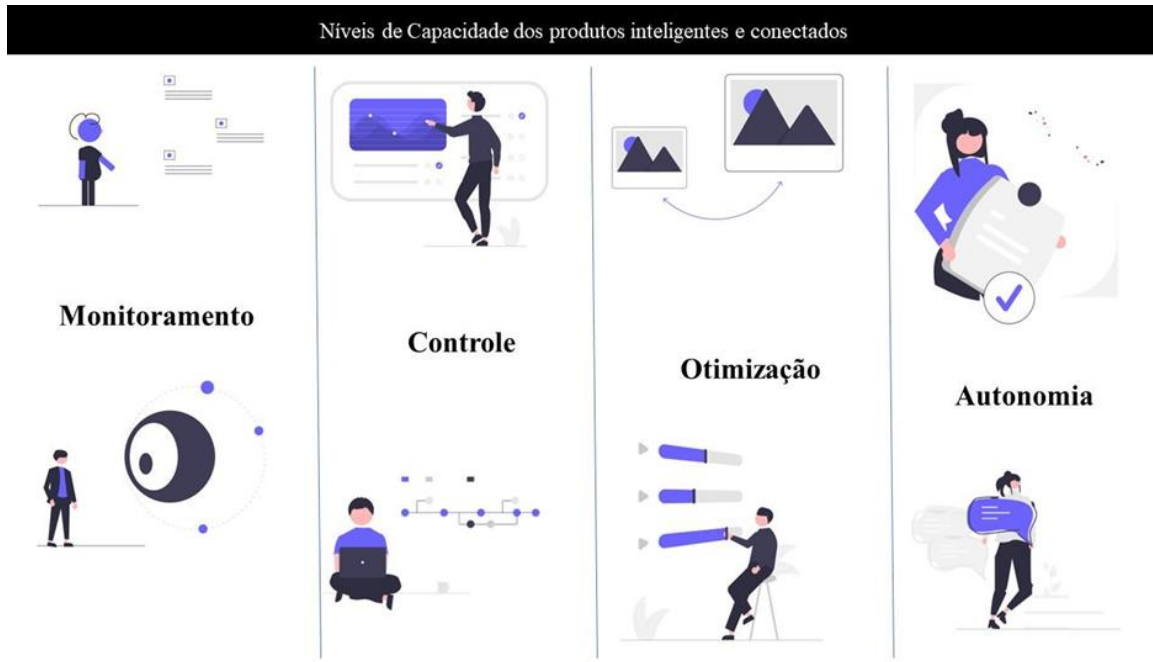 Níveis de Capacidade dos produtos inteligentes e conectados
Monitoramento
Controle
Otimização
Autonomia